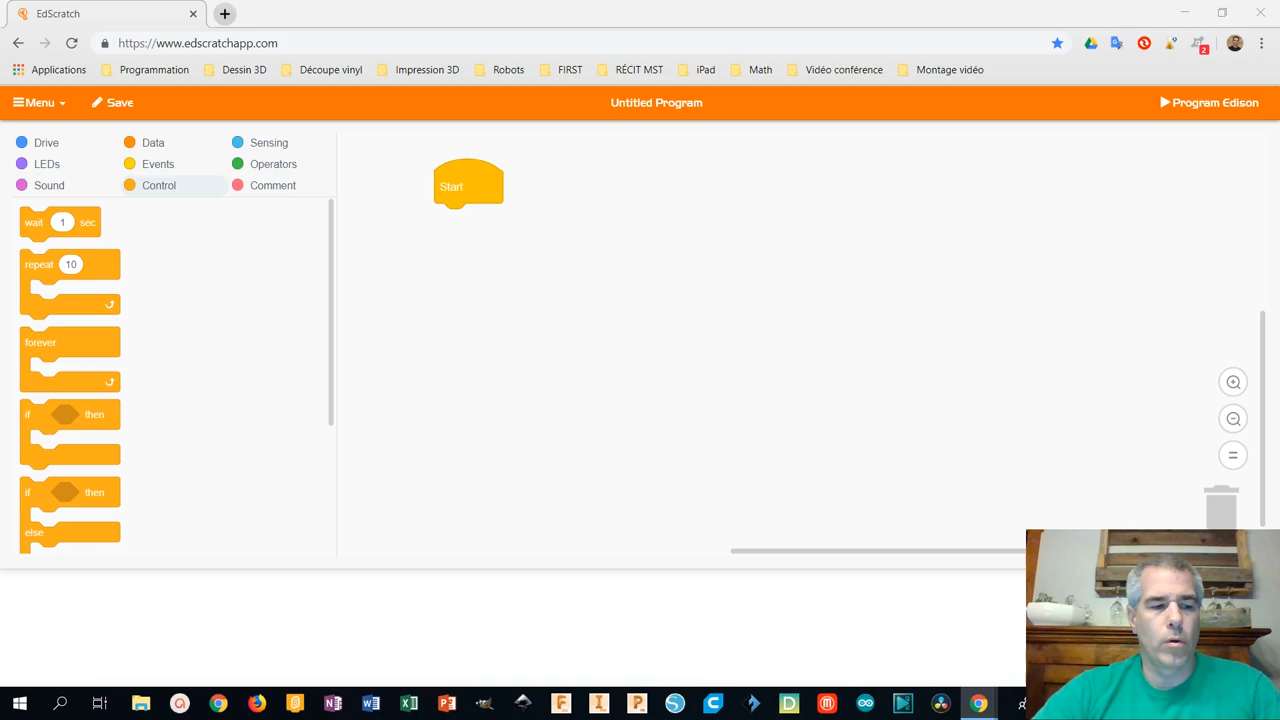 EdScratch
https://www.edscratchapp.com
2
Applications Programmation Dessin 3D Découpe vinyl Impression 3D Robots FIRST RÉCIT MST iPad Math Vidéo conférence Montage vidéo
Menu Save Untitled Program Program Edison
Drive Data Sensing
LEDs Events Operators
Sound Control Comment
Start
wait 1 sec
repeat 10
forever
if then
if then
else